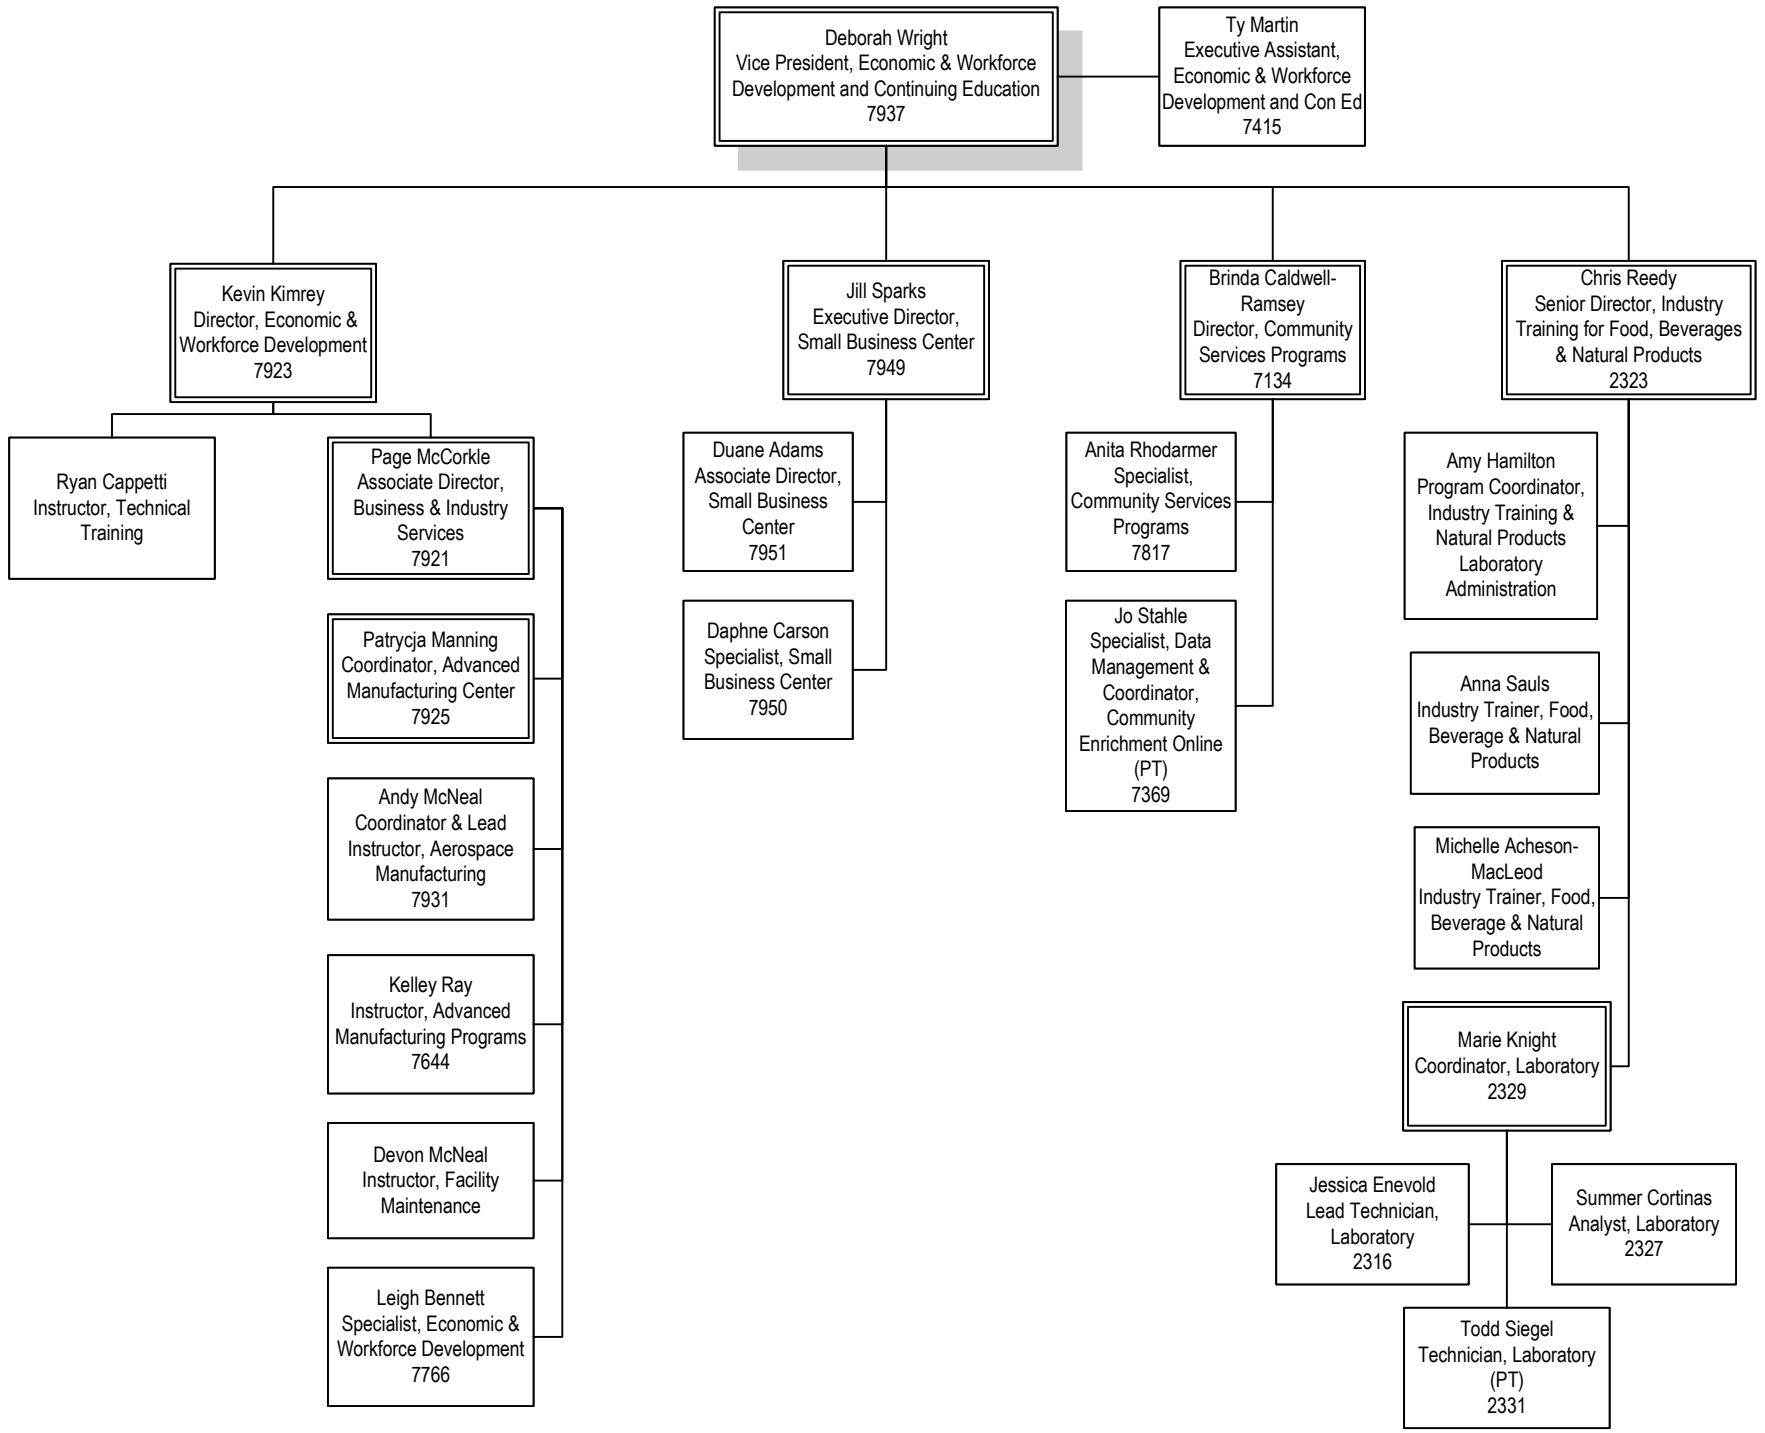 Deborah Wright
Vice President, Economic & Workforce
Development and Continuing Education
7937
Ty Martin
Executive Assistant,
Economic & Workforce
Development and Con Ed
7415
Kevin Kimrey
Director, Economic &
Workforce Development
7923
Jill Sparks
Executive Director,
Small Business Center
7949
Brinda Caldwell-
Ramsey
Director, Community
Services Programs
7134
Chris Reedy
Senior Director, Industry
Training for Food, Beverages
& Natural Products
2323
Ryan Cappetti
Instructor, Technical
Training
Page McCorkle
Associate Director,
Business & Industry
Services
7921
Patrycja Manning
Coordinator, Advanced
Manufacturing Center
7925
Andy McNeal
Coordinator & Lead
Instructor, Aerospace
Manufacturing
7931
Kelley Ray
Instructor, Advanced
Manufacturing Programs
7644
Devon McNeal
Instructor, Facility
Maintenance
Leigh Bennett
Specialist, Economic &
Workforce Development
7766
Duane Adams
Associate Director,
Small Business
Center
7951
Daphne Carson
Specialist, Small
Business Center
7950
Anita Rhodarmer
Specialist,
Community Services
Programs
7817
Jo Stahle
Specialist, Data
Management &
Coordinator,
Community
Enrichment Online
(PT)
7369
Amy Hamilton
Program Coordinator,
Industry Training &
Natural Products
Laboratory
Administration
Anna Sauls
Industry Trainer, Food,
Beverage & Natural
Products
Michelle Acheson-
MacLeod
Industry Trainer, Food,
Beverage & Natural
Products
Marie Knight
Coordinator, Laboratory
2329
Jessica Enevold
Lead Technician,
Laboratory
2316
Summer Cortinas
Analyst, Laboratory
2327
Todd Siegel
Technician, Laboratory
(PT)
2331